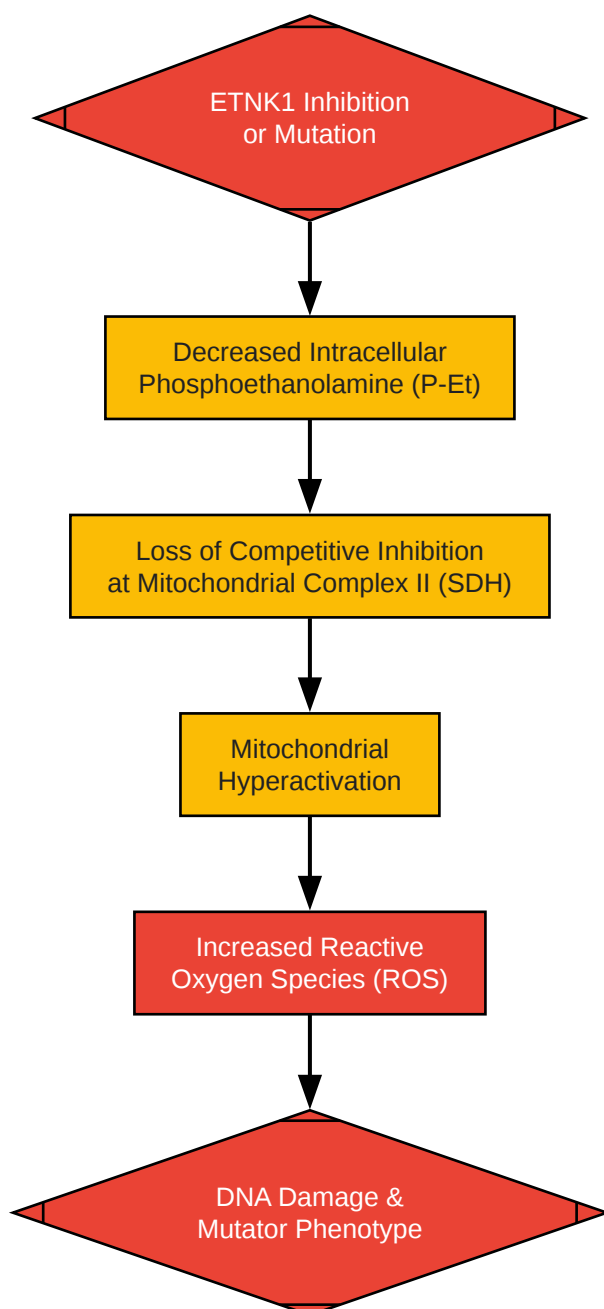 ETNK1 Inhibition
or Mutation
Decreased Intracellular
Phosphoethanolamine (P-Et)
Loss of Competitive Inhibition
at Mitochondrial Complex II (SDH)
Mitochondrial
Hyperactivation
Increased Reactive
Oxygen Species (ROS)
DNA Damage &
Mutator Phenotype